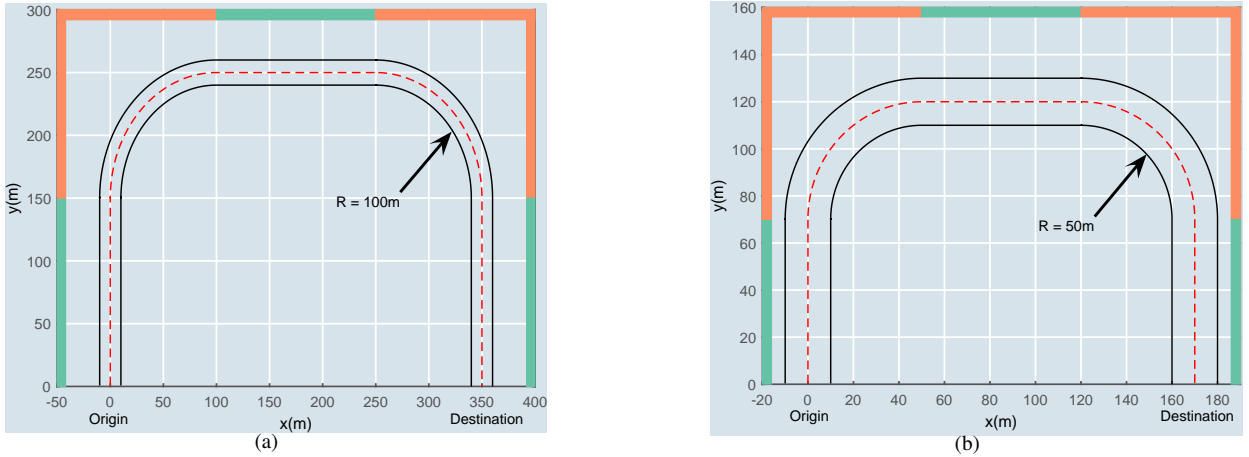 300
250
200
150
100
50
0
y(m)
R = 100m
-50 0 50 100 150 200 250 300 350 400
Origin x(m) Destination
(a)
160
140
120
100
80
60
40
20
0
y(m)
R = 50m
-20 0 20 40 60 80 100 120 140 160 180
Origin x(m) Destination
(b)